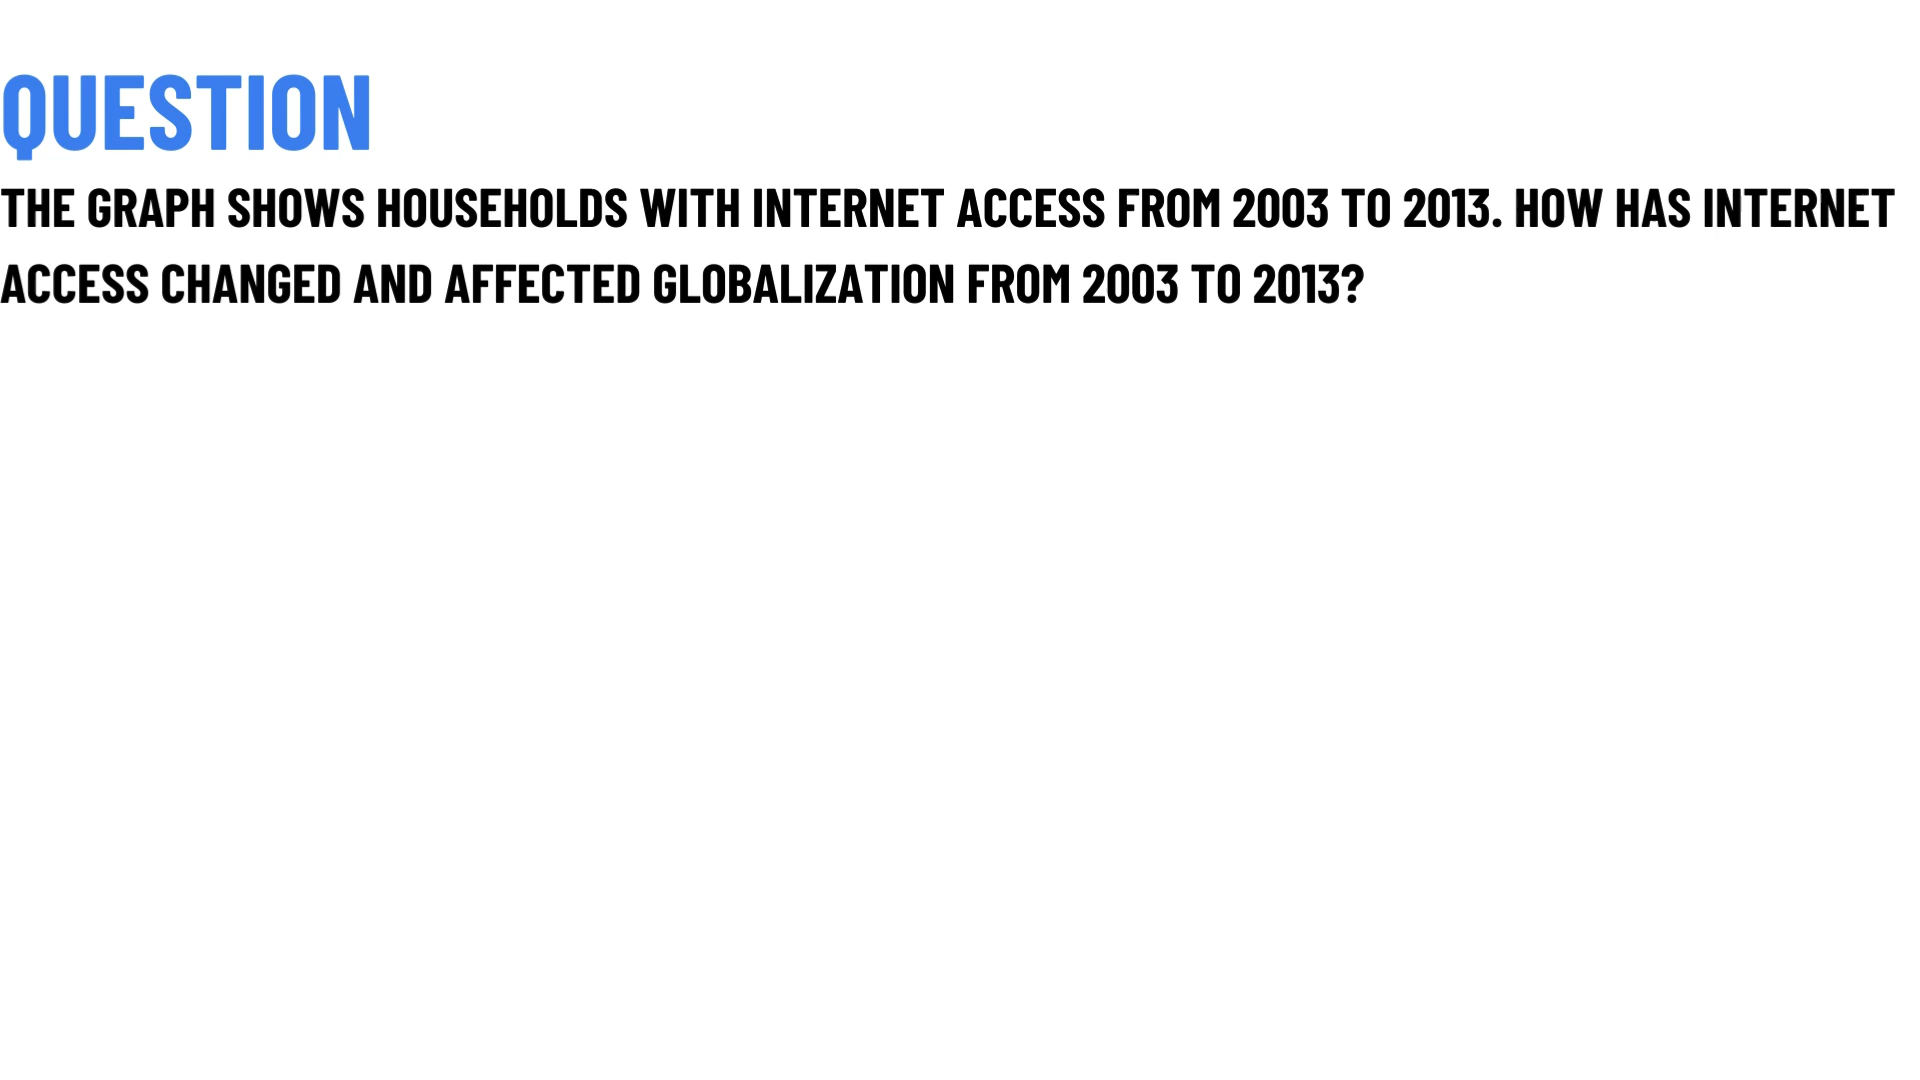 QUESTION
THE GRAPH SHOWS HOUSEHOLDS WITH INTERNET ACCESS FROM 2003 TO 2013. HOW HAS INTERNET
ACCESS CHANGED AND AFFECTED GLOBALIZATION FROM 2003 TO 2013?